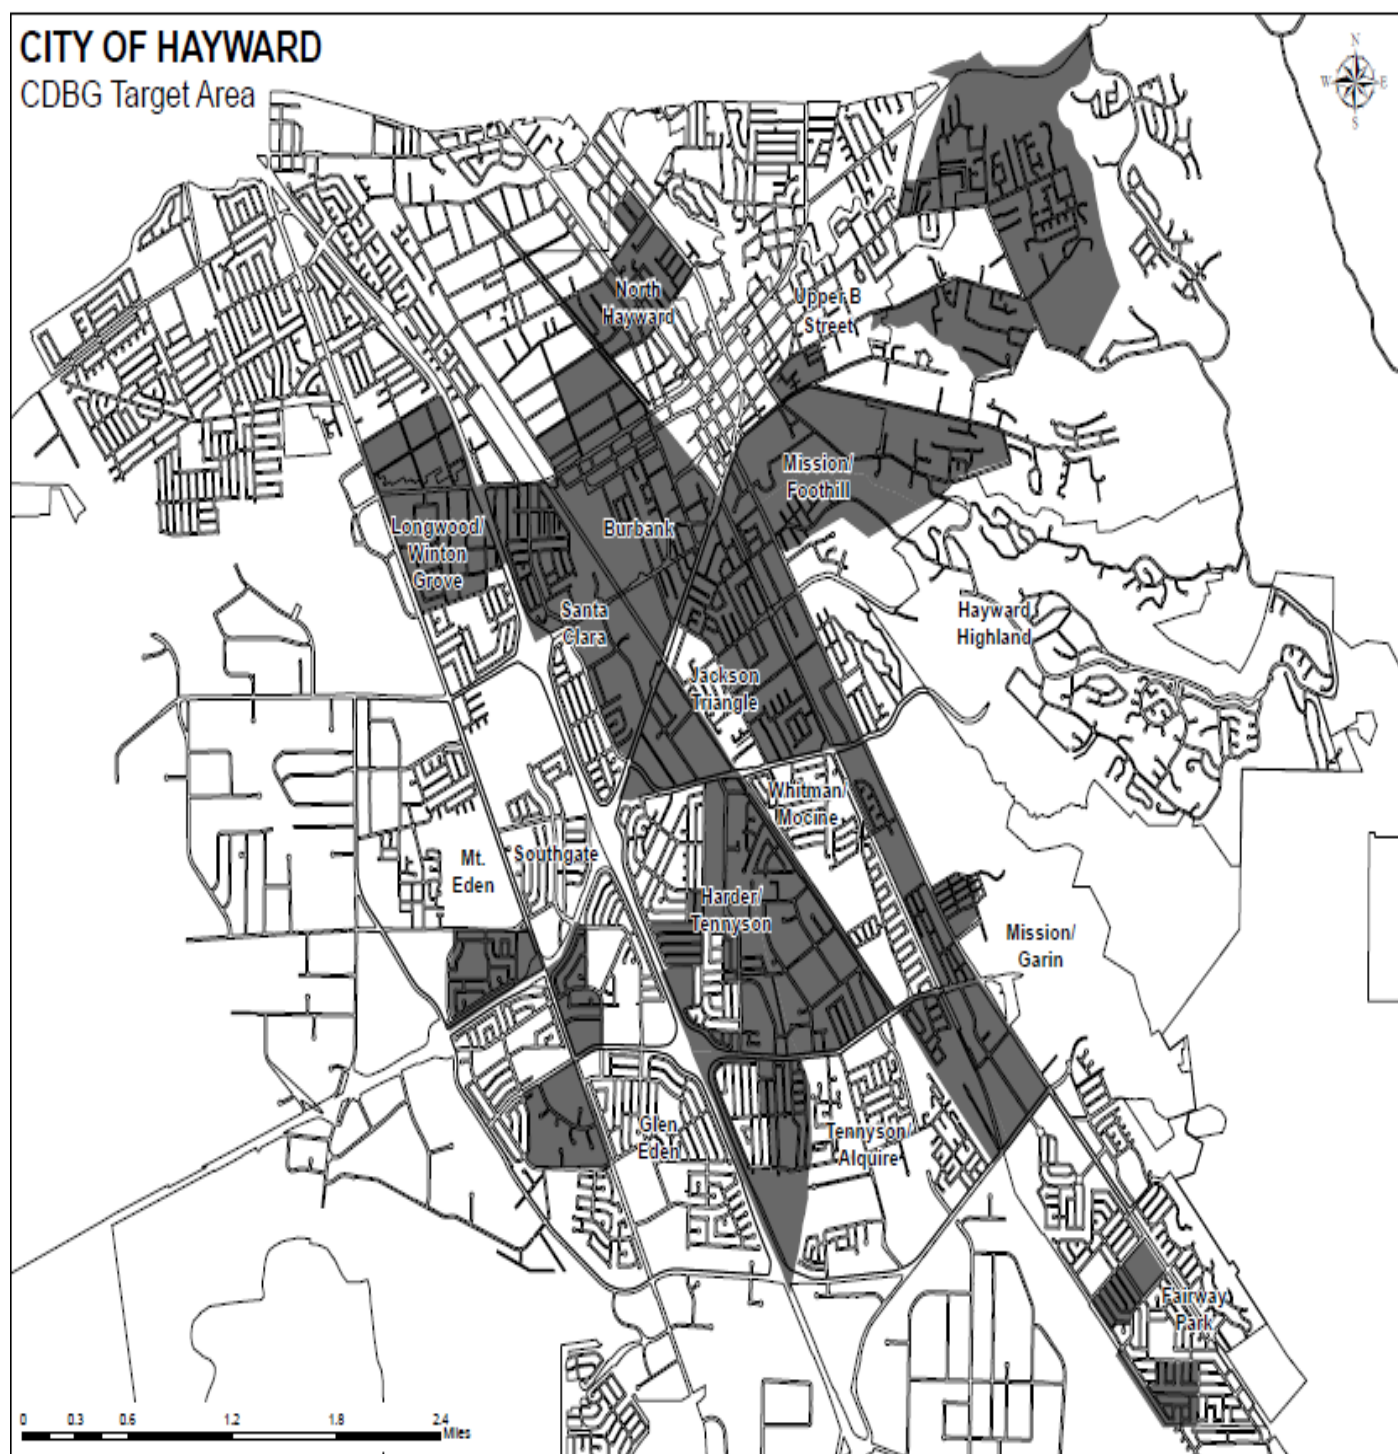 CITY OF HAYWARD
CDBG Target Area
N
W
E
S
North
Hayward
Upper B
Street
Mission/
Foothill
Longwood/
Winton
Grove
Burbank
Santa
Clara
Hayward
Highland
Jackson
Triangle
Whitman/
Mocine
Mt.
Eden
Southgate
Harder/
Tennyson
Mission/
Garin
Glen
Eden
Tennyson/
Alquire
Fairway
Park
0 0.3 0.6 1.2 1.8 2.4
Miles